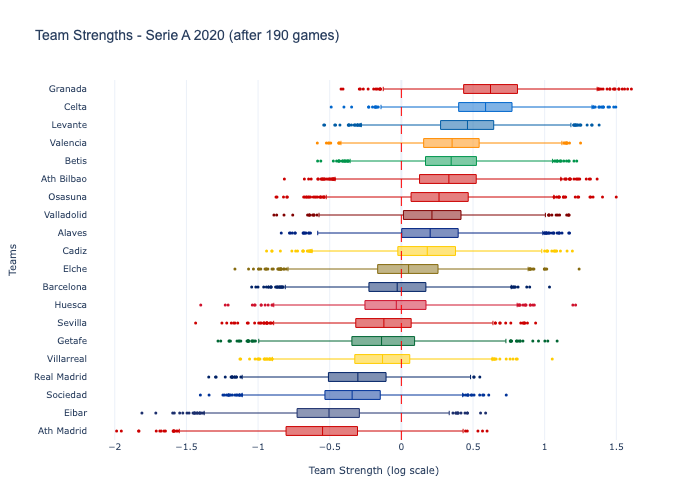 Team Strengths - Serie A 2020 (after 190 games)
Granada
Celta
Levante
Valencia
Betis
Ath Bilbao
Osasuna
Valladolid
Alaves
Cadiz
Elche
Barcelona
Huesca
Sevilla
Getafe
Villarreal
Real Madrid
Sociedad
Eibar
Ath Madrid
Teams
−2 −1.5 −1 −0.5 0 0.5 1 1.5
Team Strength (log scale)